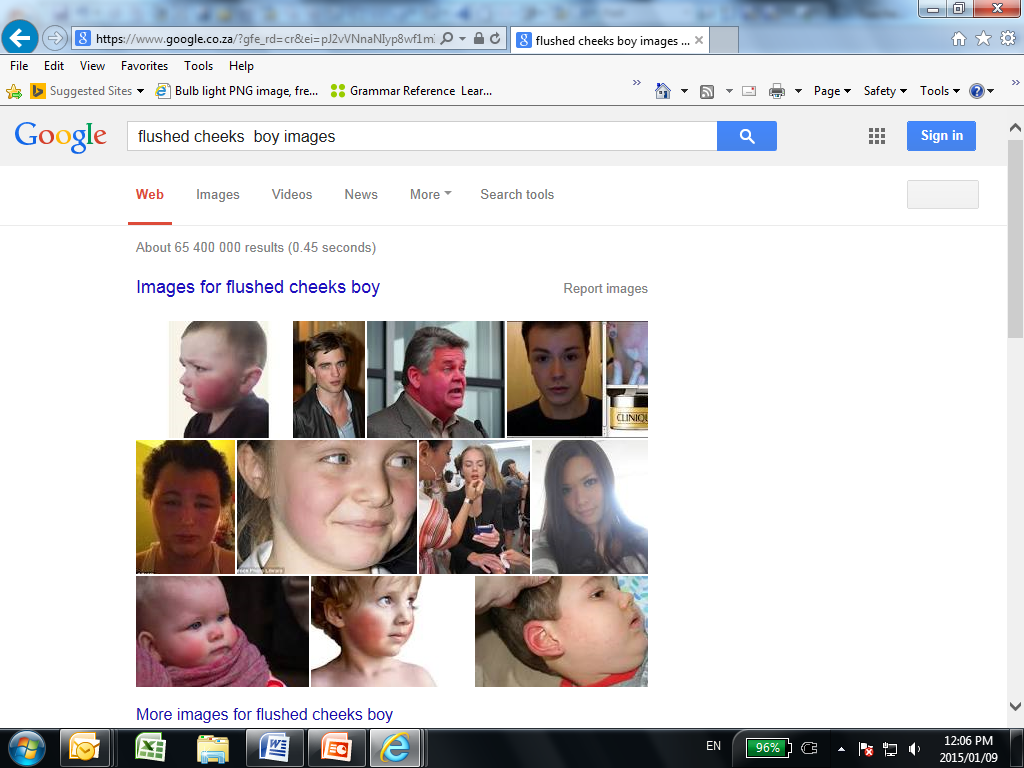 https://www.google.co.za/?gfe_rd=cr&ei=pJ2vVNnaNIyp8wf1m
flushed cheeks boy images ...
File Edit View Favorites Tools Help
Suggested Sites Bulb light PNG image, fre... Grammar Reference Lear... Page Safety Tools
Google
flushed cheeks  boy images
Sign in
Web Images Videos News More Search tools
About 65 400 000 results (0.45 seconds)
Images for flushed cheeks boy
Report images
CLINIQ
More images for flushed cheeks boy
EN
96%
12:06 PM
2015/01/09